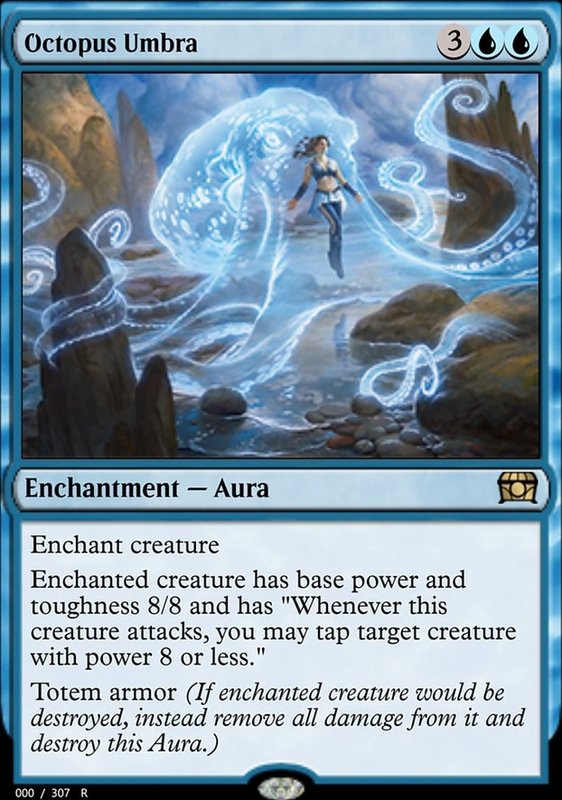 Octopus Umbra 3
Enchantment — Aura
Enchant creature
Enchanted creature has base power and
toughness 8/8 and has "Whenever this
creature attacks, you may tap target creature
with power 8 or less."
Totem armor (If enchanted creature would be
destroyed, instead remove all damage from it and
destroy this Aura.)
000 / 307 R